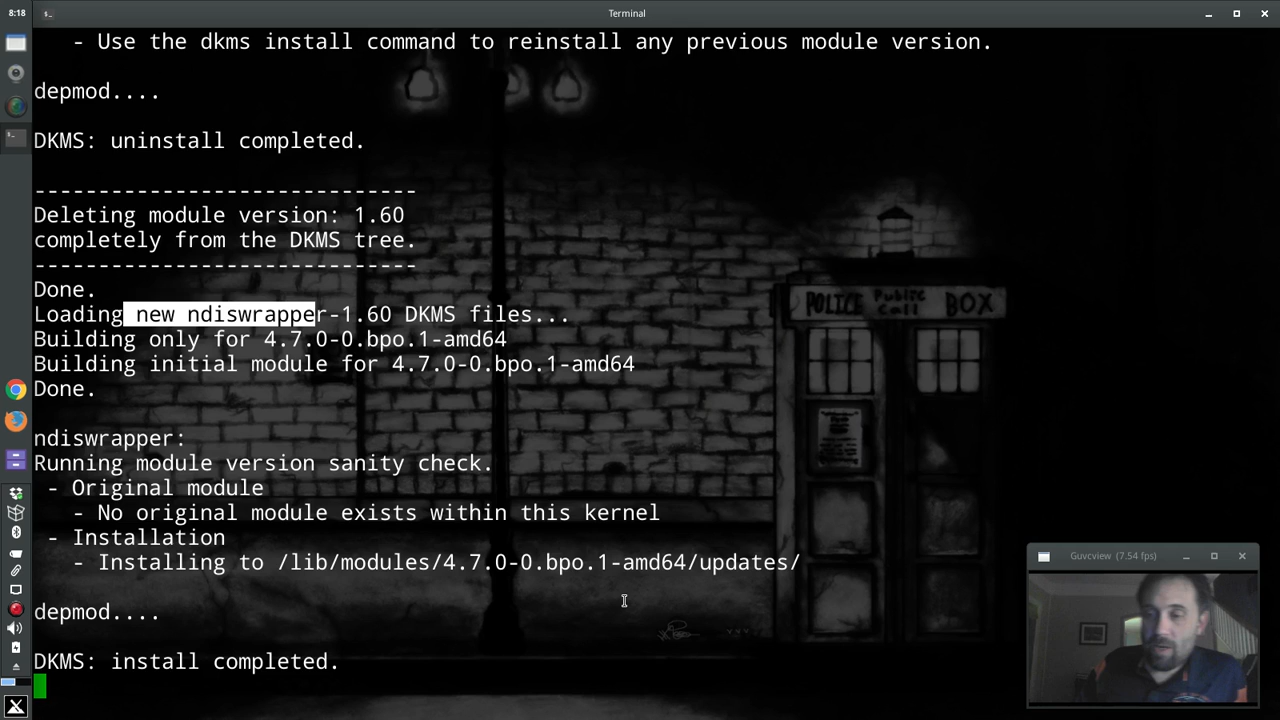 8:18
Terminal
- Use the dkms install command to reinstall any previous module version.
depmod....
DKMS: uninstall completed.
------------------------------
Deleting module version: 1.60
completely from the DKMS tree.
------------------------------
Done.
Loading new ndiswrapper-1.60 DKMS files...
Building only for 4.7.0-0.bpo.1-amd64
Building initial module for 4.7.0-0.bpo.1-amd64
Done.
ndiswrapper:
Running module version sanity check.
- Original module
- No original module exists within this kernel
- Installation
- Installing to /lib/modules/4.7.0-0.bpo.1-amd64/updates/
depmod....
DKMS: install completed.
POLICE Public Call BOX
Guvcview (7.54 fps)